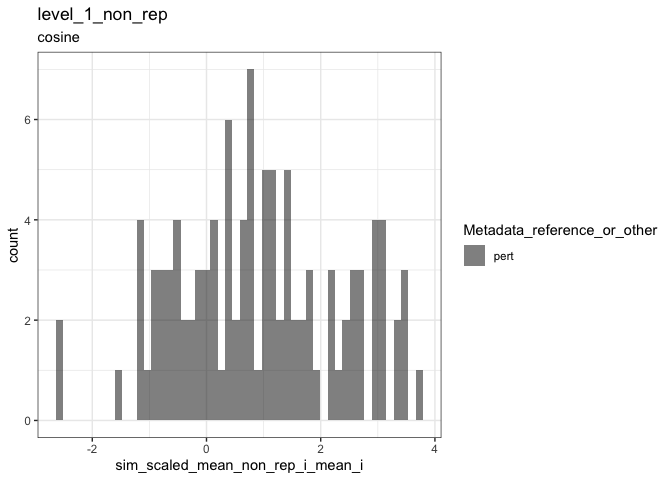 level_1_non_rep
cosine
6
4
2
0
count
-2 0 2 4
sim_scaled_mean_non_rep_i_mean_i
Metadata_reference_or_other
pert